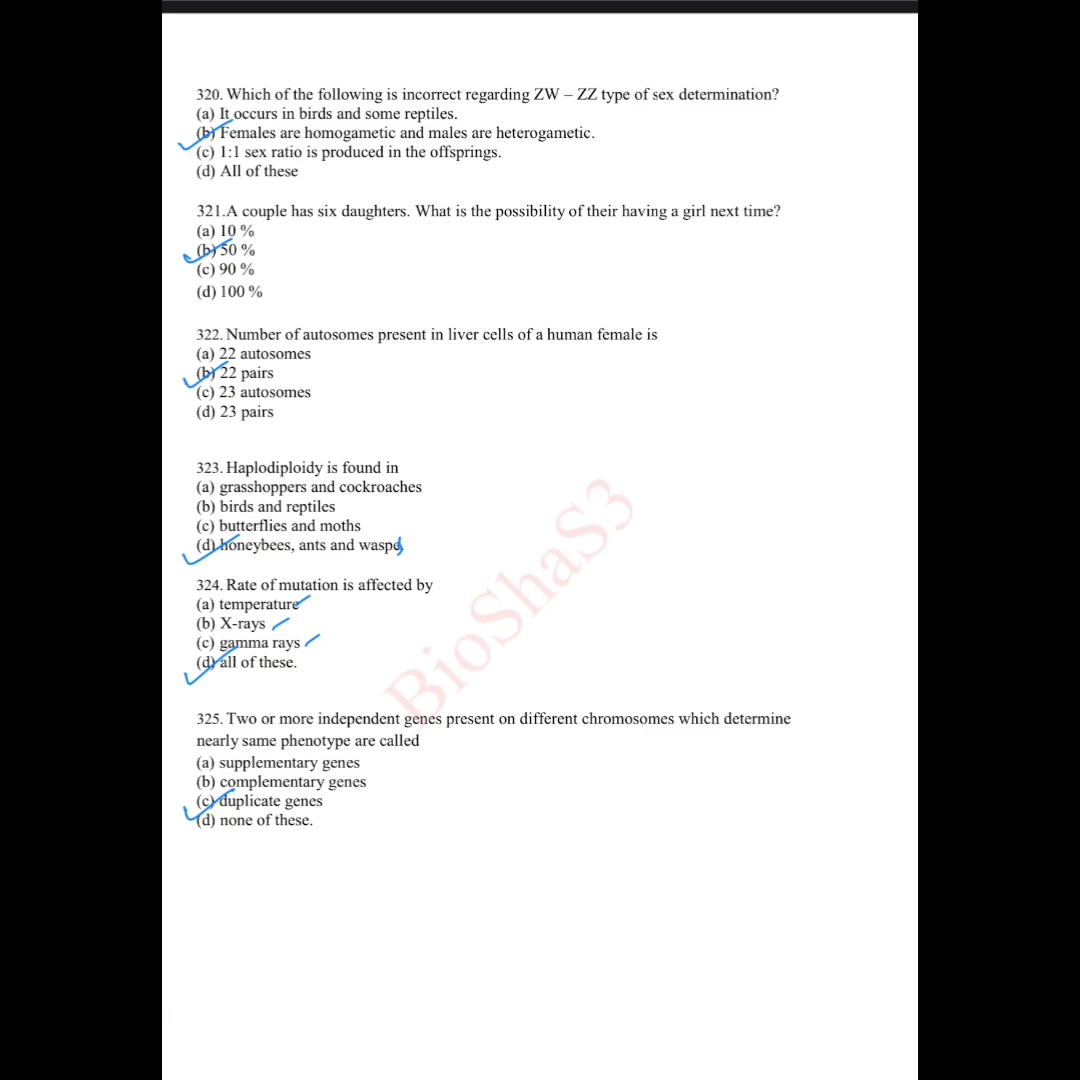 320. Which of the following is incorrect regarding ZW – ZZ type of sex determination?
(a) It occurs in birds and some reptiles.
(b) Females are homogametic and males are heterogametic.
(c) 1:1 sex ratio is produced in the offsprings.
(d) All of these
321.A couple has six daughters. What is the possibility of their having a girl next time?
(a) 10 %
(b) 50 %
(c) 90 %
(d) 100 %
322. Number of autosomes present in liver cells of a human female is
(a) 22 autosomes
(b) 22 pairs
(c) 23 autosomes
(d) 23 pairs
323. Haplodiploidy is found in
(a) grasshoppers and cockroaches
(b) birds and reptiles
(c) butterflies and moths
(d) honeybees, ants and wasps
324. Rate of mutation is affected by
(a) temperature
(b) X-rays
(c) gamma rays
(d) all of these.
325. Two or more independent genes present on different chromosomes which determine
nearly same phenotype are called
(a) supplementary genes
(b) complementary genes
(c) duplicate genes
(d) none of these.
BioShaS3